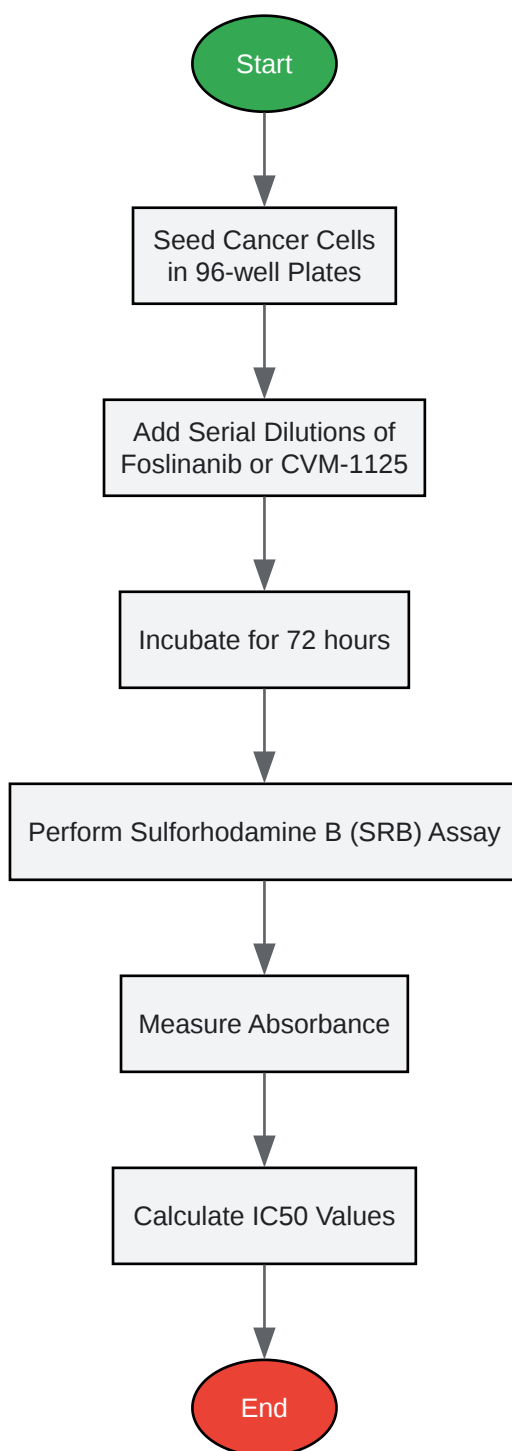 Start
Seed Cancer Cells
in 96-well Plates
Add Serial Dilutions of
Foslinanib or CVM-1125
Incubate for 72 hours
Perform Sulforhodamine B (SRB) Assay
Measure Absorbance
Calculate IC50 Values
End